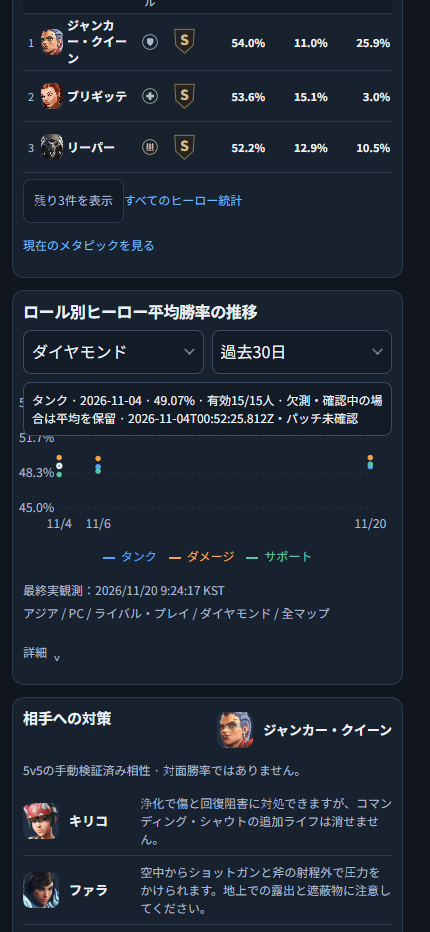 ル
1 ジャンカー・クイーン 54.0% 11.0% 25.9%
2 ブリギッテ 53.6% 15.1% 3.0%
3 リーパー 52.2% 12.9% 10.5%
残り3件を表示 すべてのヒーロー統計
現在のメタピックを見る
ロール別ヒーロー平均勝率の推移
ダイヤモンド 過去30日
タンク · 2026-11-04 · 49.07% · 有効15/15人 · 欠測・確認中の場
合は平均を保留 · 2026-11-04T00:52:25.812Z · パッチ未確認
51.7%
48.3%
45.0%
11/4 11/6 11/20
タンク ダメージ サポート
最終実観測：2026/11/20 9:24:17 KST
アジア / PC / ライバル・プレイ / ダイヤモンド / 全マップ
詳細
相手への対策 ジャンカー・クイーン
5v5の手動検証済み相性 · 対面勝率ではありません。
キリコ
浄化で傷と回復阻害に対処できますが、コマン
ディング・シャウトの追加ライフは消せませ
ん。
ファラ
空中からショットガンと斧の射程外で圧力を
かけられます。地上での露出と遮蔽物に注意し
てください。